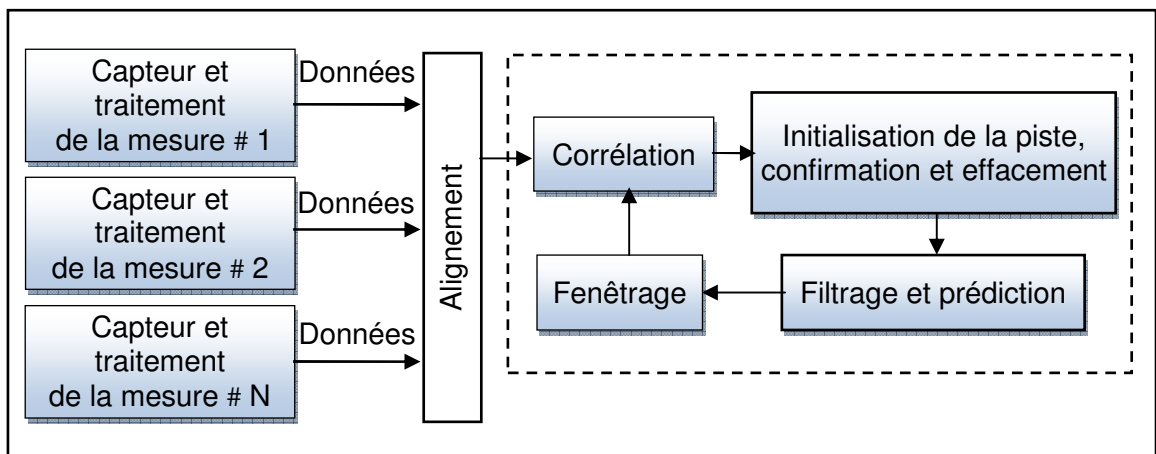 Capteur et
traitement
de la mesure # 1
Données
Capteur et
traitement
de la mesure # 2
Données
Capteur et
traitement
de la mesure # N
Données
Alignement
Corrélation
Initialisation de la piste,
confirmation et effacement
Fenêtrage
Filtrage et prédiction